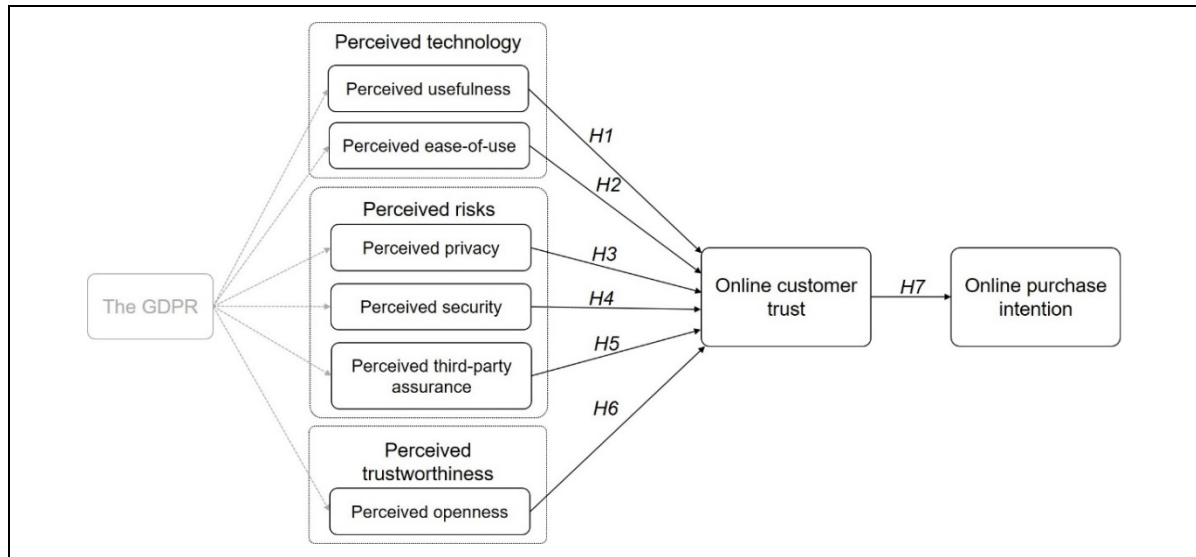 Perceived technology
Perceived usefulness
H1
Perceived ease-of-use
H2
Perceived risks
Perceived privacy
H3
The GDPR
Perceived security
H4
Online customer
trust
H7
Online purchase
intention
Perceived third-party
assurance
H5
H6
Perceived
trustworthiness
Perceived openness